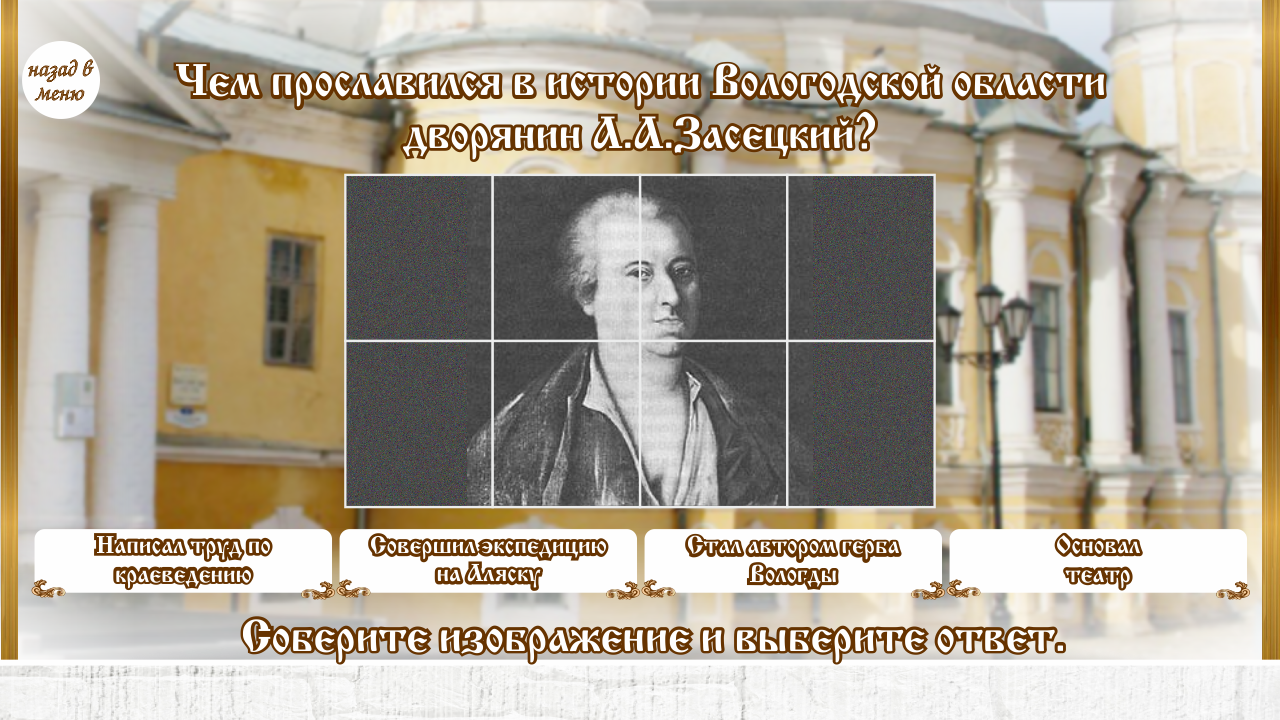 назад в
меню
Чем прославился в истории Вологодской области
дворянин А.А.Засецкий?
Написал труд по
краеведению
Совершил экспедицию
на Аляску
Стал автором герба
Вологды
Основал
театр
Соберите изображение и выберите ответ.